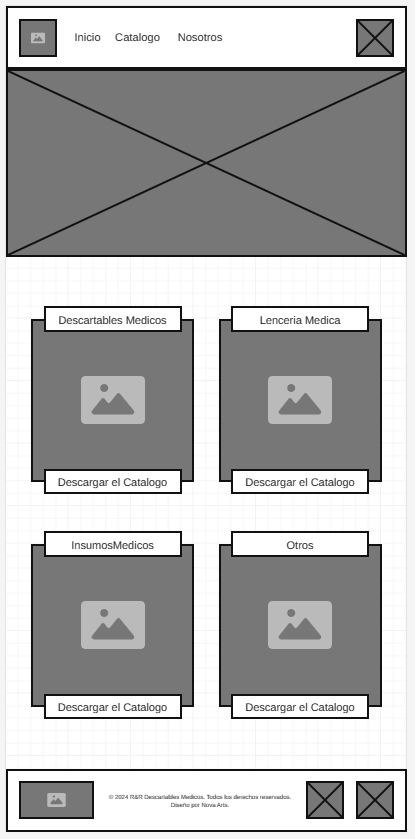 Inicio Catalogo Nosotros
Descartables Medicos
Lenceria Medica
Descargar el Catalogo
Descargar el Catalogo
InsumosMedicos
Otros
Descargar el Catalogo
Descargar el Catalogo
© 2024 R&R Descartables Medicos. Todos los derechos reservados.
Diseño por Nova Arts.